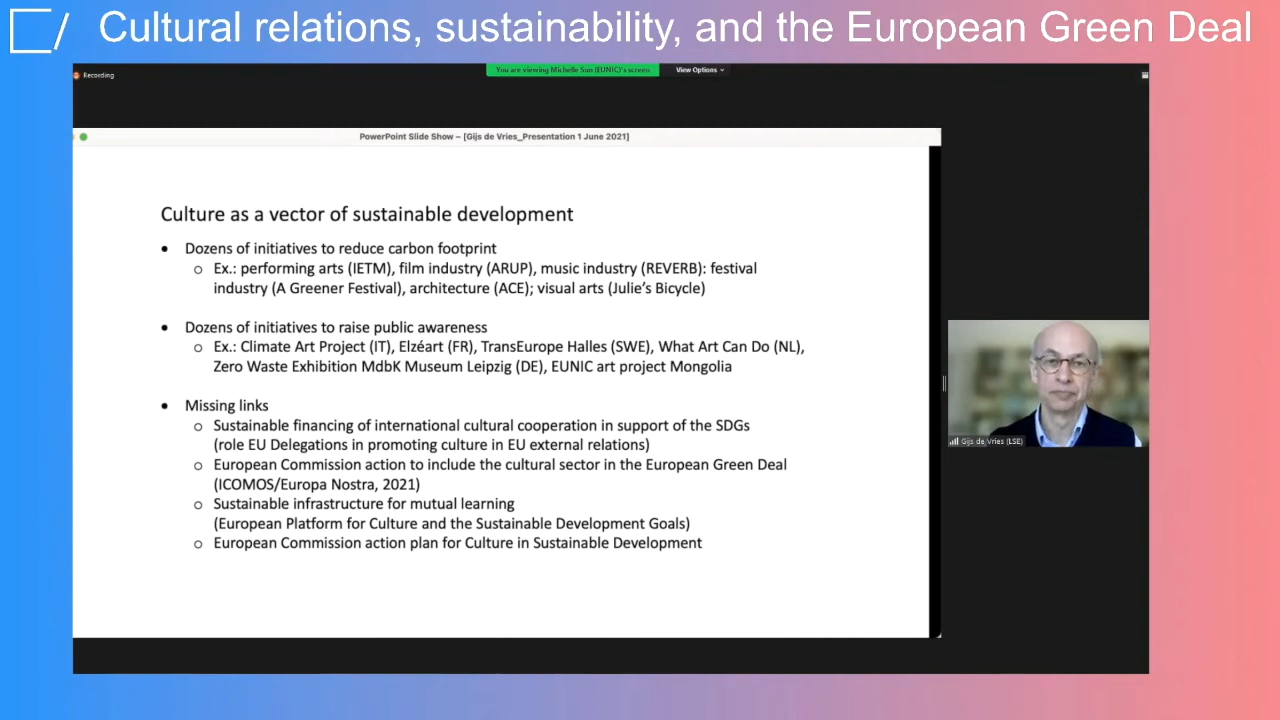 Cultural relations, sustainability, and the European Green Deal
Recording
You are viewing Michelle Sun (EUNIC)'s screen
View Options
PowerPoint Slide Show – [Gijs de Vries_Presentation 1 June 2021]
Culture as a vector of sustainable development
• Dozens of initiatives to reduce carbon footprint
o Ex.: performing arts (IETM), film industry (ARUP), music industry (REVERB): festival
industry (A Greener Festival), architecture (ACE); visual arts (Julie’s Bicycle)
• Dozens of initiatives to raise public awareness
o Ex.: Climate Art Project (IT), Elzéart (FR), TransEurope Halles (SWE), What Art Can Do (NL),
Zero Waste Exhibition MdbK Museum Leipzig (DE), EUNIC art project Mongolia
• Missing links
o Sustainable financing of international cultural cooperation in support of the SDGs
(role EU Delegations in promoting culture in EU external relations)
o European Commission action to include the cultural sector in the European Green Deal
(ICOMOS/Europa Nostra, 2021)
o Sustainable infrastructure for mutual learning
(European Platform for Culture and the Sustainable Development Goals)
o European Commission action plan for Culture in Sustainable Development
Gijs de Vries (LSE)